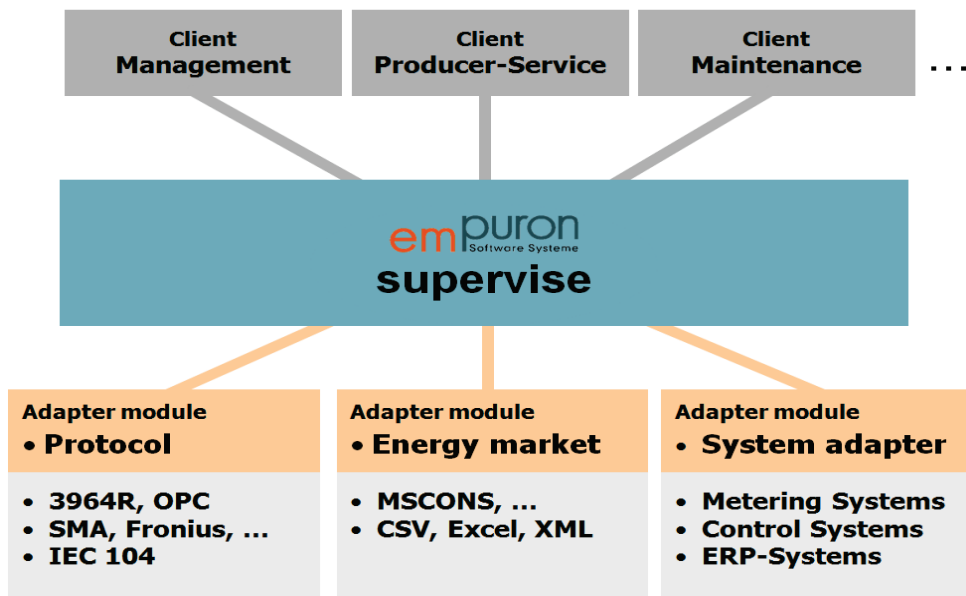 Client
Management
Client
Producer-Service
Client
Maintenance
...
empuron
Software Systeme
supervise
Adapter module
• Protocol
• 3964R, OPC
• SMA, Fronius, ...
• IEC 104
Adapter module
• Energy market
• MSCONS, ...
• CSV, Excel, XML
Adapter module
• System adapter
• Metering Systems
• Control Systems
• ERP-Systems